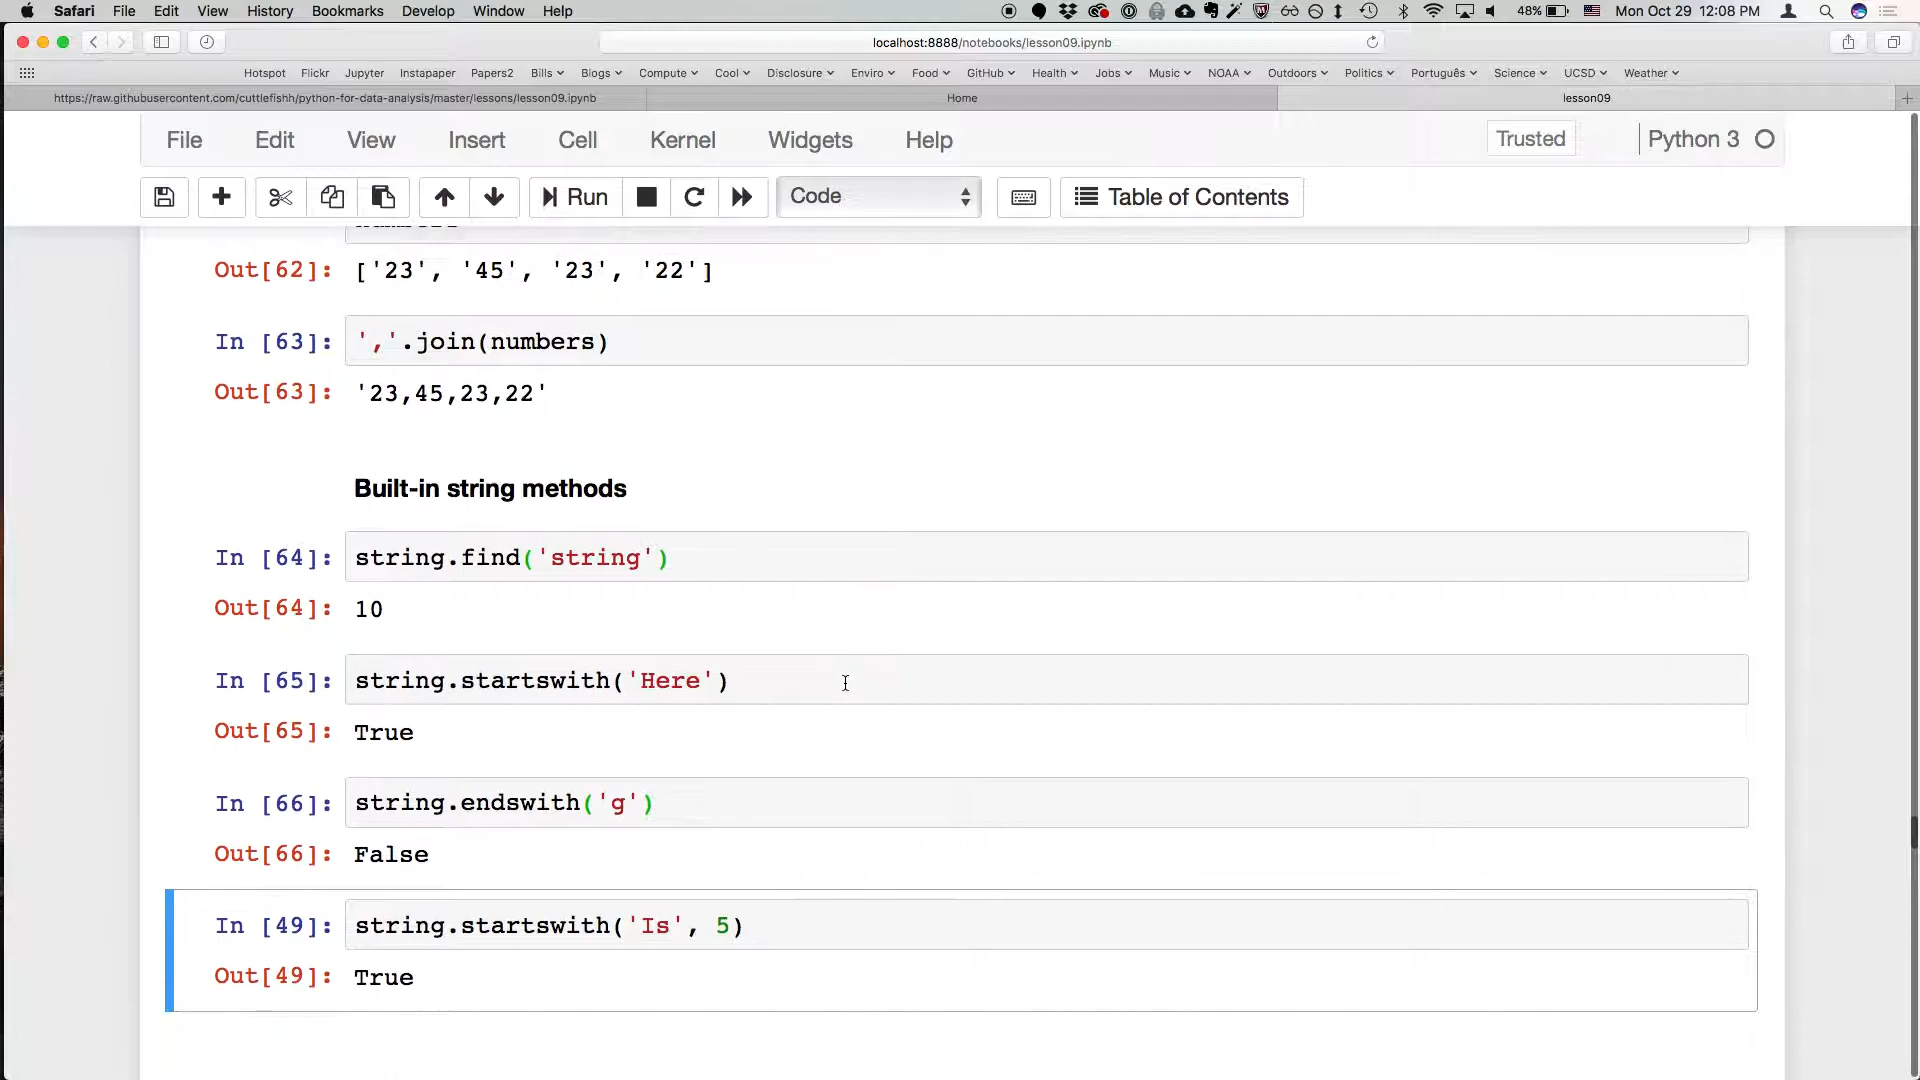 Safari File Edit View History Bookmarks Develop Window Help 48% Mon Oct 29 12:08 PM
localhost:8888/notebooks/lesson09.ipynb
Hotspot Flickr Jupyter Instapaper Papers2 Bills Blogs Compute Cool Disclosure Enviro Food GitHub Health Jobs Music NOAA Outdoors Politics Português Science UCSD Weather
https://raw.githubusercontent.com/cuttlefishh/python-for-data-analysis/master/lessons/lesson09.ipynb Home lesson09
File Edit View Insert Cell Kernel Widgets Help Trusted Python 3
Run Code Table of Contents
Out[62]: ['23', '45', '23', '22']
In [63]: ','.join(numbers)
Out[63]: '23,45,23,22'
Built-in string methods
In [64]: string.find('string')
Out[64]: 10
In [65]: string.startswith('Here')
Out[65]: True
In [66]: string.endswith('g')
Out[66]: False
In [49]: string.startswith('Is', 5)
Out[49]: True